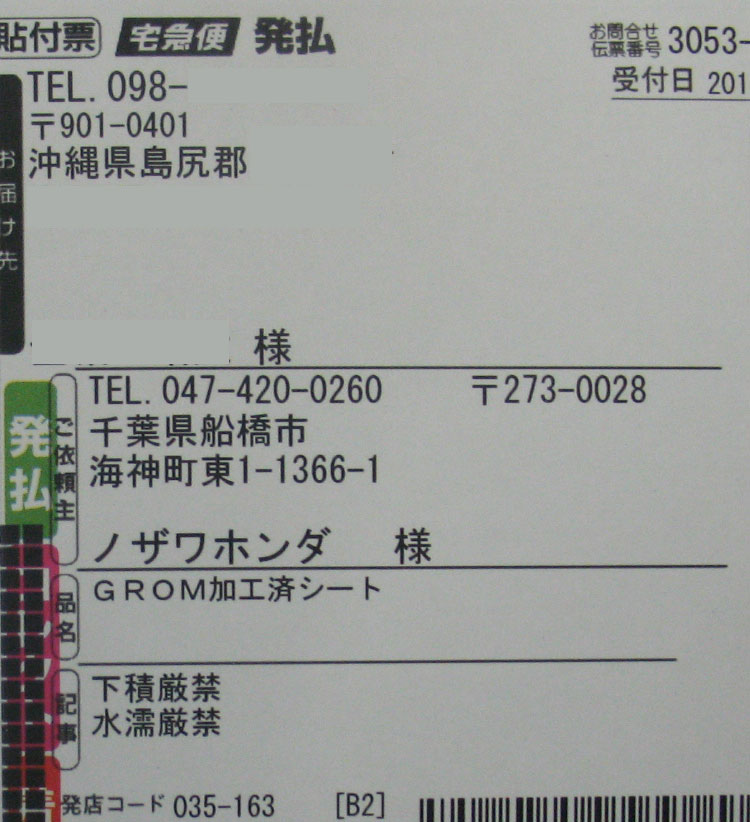 貼付票 宅急便 発払
お問合せ
伝票番号 3053-
受付日 201
お届け先
TEL. 098-
〒901-0401
沖縄県島尻郡
様
発払
ご依頼主
TEL. 047-420-0260 〒273-0028
千葉県船橋市
海神町東1-1366-1
ノザワホンダ 様
品名
GROM加工済シート
記事
下積厳禁
水濡厳禁
発店コード 035-163 [B2]